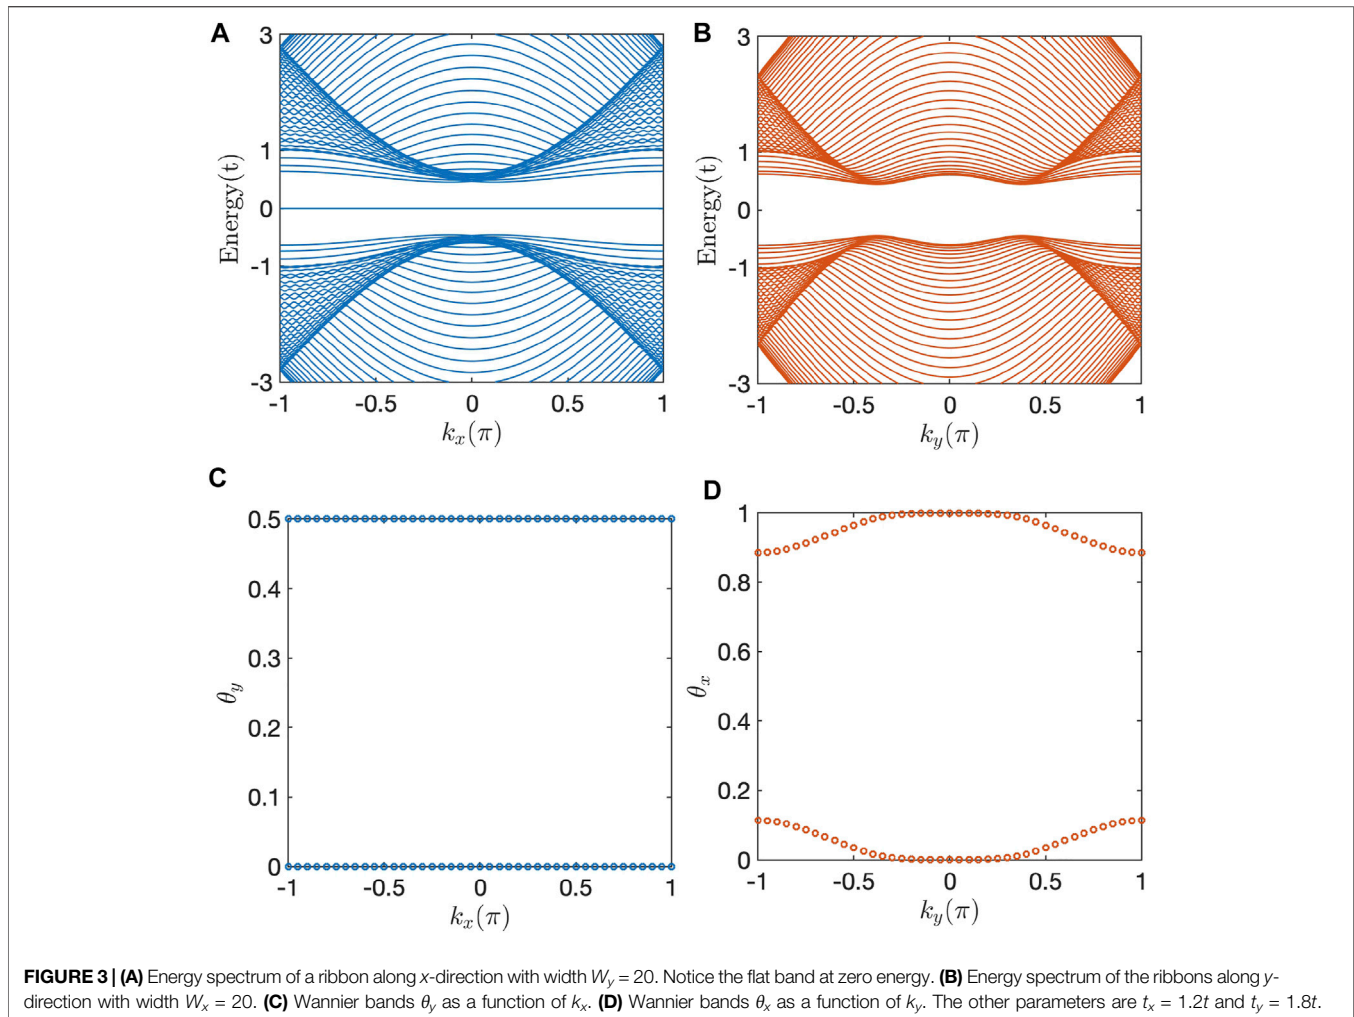 A
B
3
1
0
-1
-3
Energy(t)
-1 -0.5 0 0.5 1
k_x(π)
3
1
0
-1
-3
Energy(t)
-1 -0.5 0 0.5 1
k_y(π)
C
D
0.5
0.4
0.3
0.2
0.1
0
θ_y
-1 -0.5 0 0.5 1
k_x(π)
1
0.8
0.6
0.4
0.2
0
θ_x
-1 -0.5 0 0.5 1
k_y(π)
FIGURE 3 | (A) Energy spectrum of a ribbon along x-direction with width W_y = 20. Notice the flat band at zero energy. (B) Energy spectrum of the ribbons along y-
direction with width W_x = 20. (C) Wannier bands θ_y as a function of k_x. (D) Wannier bands θ_x as a function of k_y. The other parameters are t_x = 1.2t and t_y = 1.8t.